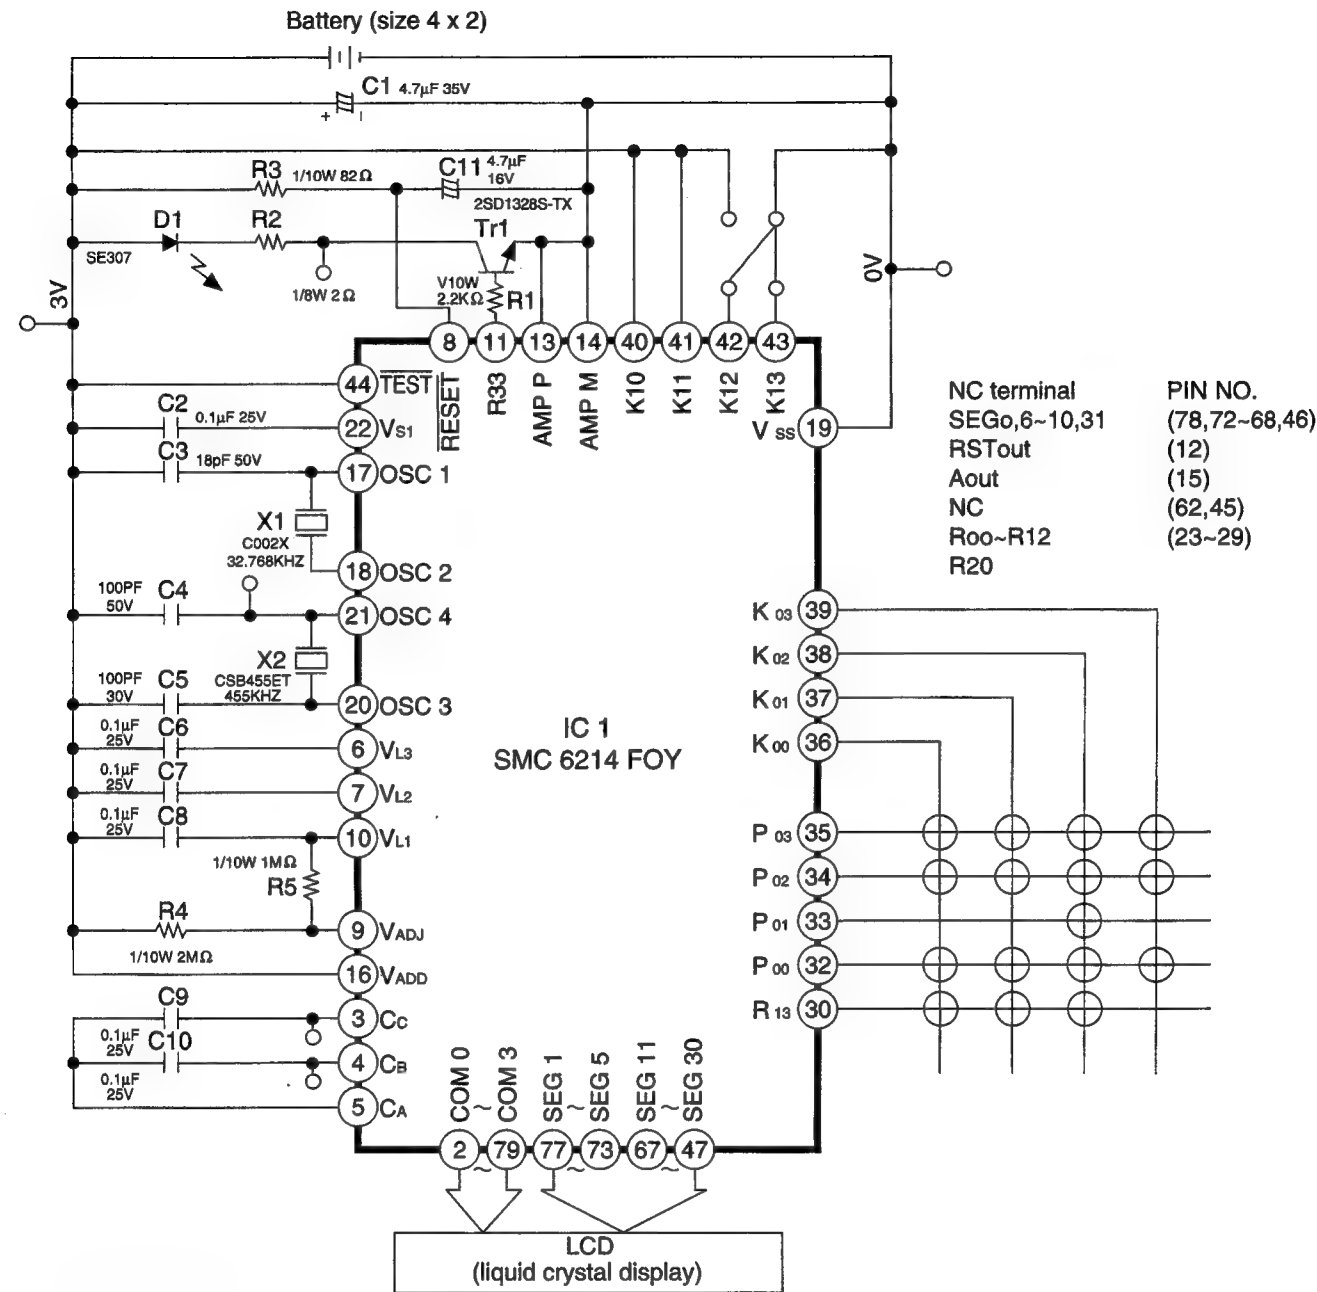 Battery (size 4 x 2)
C1 4.7µF 35V
+
R3 1/10W 82Ω
C11 4.7µF
16V
2SD1328S-TX
D1
R2
Tr1
SE307
1/8W 2Ω
V10W
2.2KΩ
R1
3V
0V
8 11 13 14 40 41 42 43
RESET
R33
AMP P
AMP M
K10
K11
K12
K13
44 TEST
C2 0.1µF 25V
22 VS1
C3 18pF 50V
17 OSC 1
X1
C002X
32.768KHZ
18 OSC 2
100PF
50V
C4
21 OSC 4
X2
CSB455ET
455KHZ
100PF
30V
C5
20 OSC 3
0.1µF
25V
C6
6 VL3
0.1µF
25V
C7
7 VL2
0.1µF
25V
C8
10 VL1
1/10W 1MΩ
R5
R4
9 VADJ
1/10W 2MΩ
16 VADD
C9
3 CC
0.1µF
25V
C10
4 CB
0.1µF
25V
5 CA
IC 1
SMC 6214 FOY
V SS 19
NC terminal PIN NO.
SEGo,6~10,31 (78,72~68,46)
RSTout (12)
Aout (15)
NC (62,45)
Roo~R12 (23~29)
R20
K 03 39
K 02 38
K 01 37
K 00 36
P 03 35
P 02 34
P 01 33
P 00 32
R 13 30
COM 0 ~ COM 3
SEG 1 ~ SEG 5
SEG 11 ~ SEG 30
2 ~ 79 77 ~ 73 67 ~ 47
LCD
(liquid crystal display)